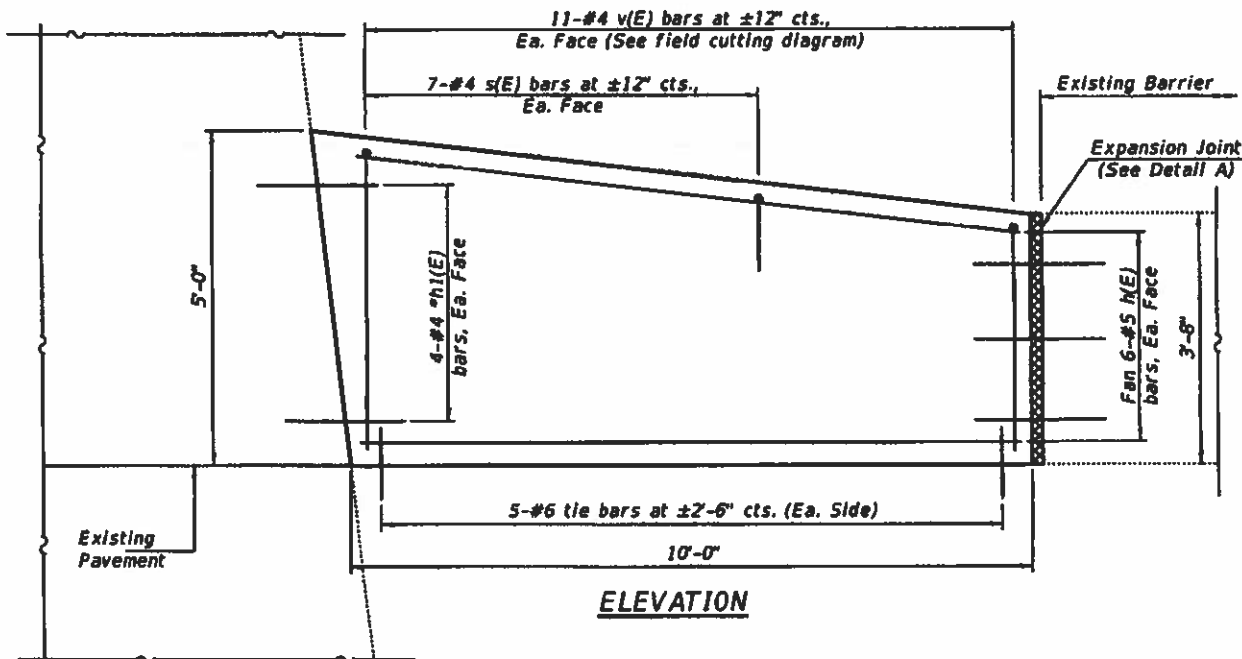 11-#4 v(E) bars at ±12" cts.,
Ea. Face (See field cutting diagram)
7-#4 s(E) bars at ±12" cts.,
Ea. Face
Existing Barrier
Expansion Joint
(See Detail A)
5'-0"
4-#4 *h1(E)
bars, Ea. Face
Fan 6-#5 h(E)
bars, Ea. Face
3'-8"
5-#6 tie bars at ±2'-6" cts. (Ea. Side)
Existing
Pavement
10'-0"
ELEVATION